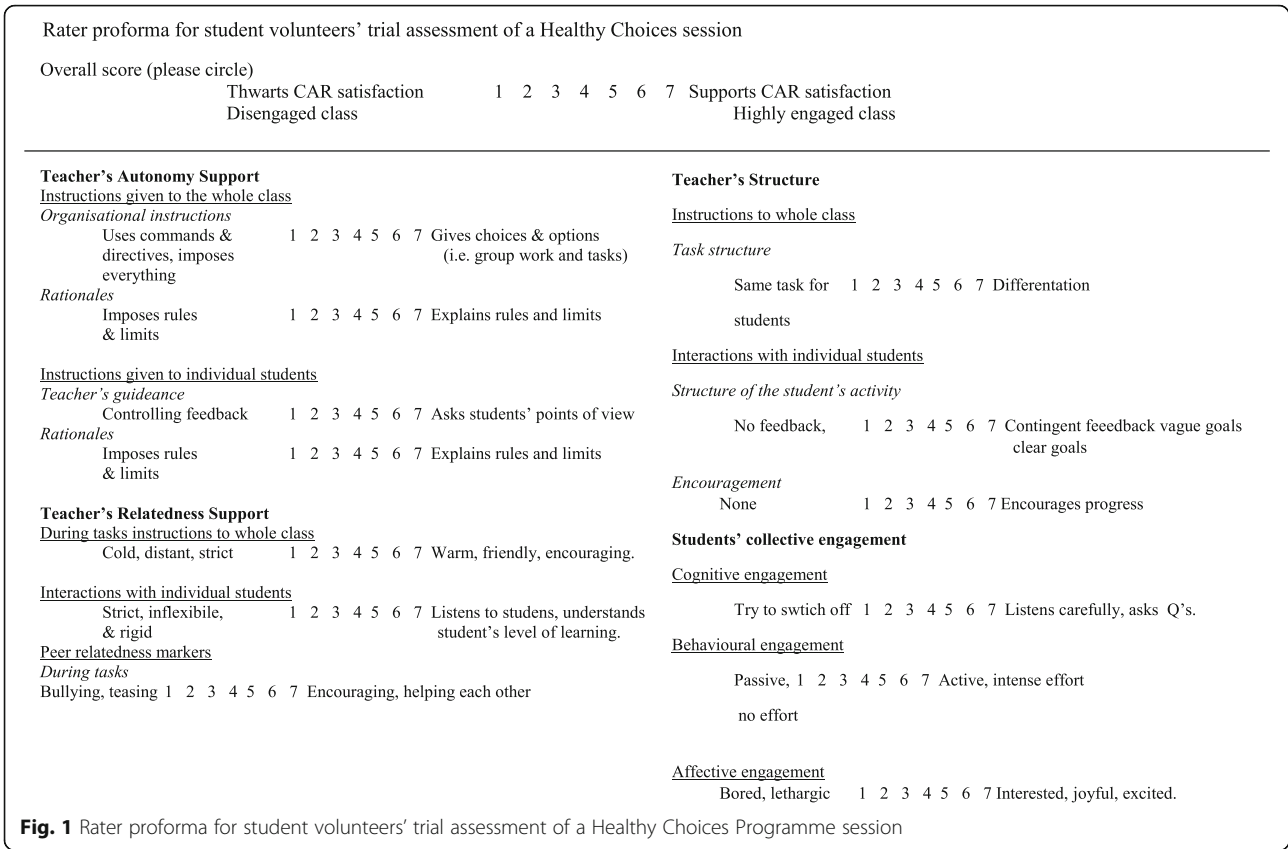 Rater proforma for student volunteers' trial assessment of a Healthy Choices session
Overall score (please circle)
Thwarts CAR satisfaction 1 2 3 4 5 6 7 Supports CAR satisfaction
Disengaged class Highly engaged class
Teacher's Autonomy Support
Instructions given to the whole class
Organisational instructions
Uses commands & 1 2 3 4 5 6 7 Gives choices & options
directives, imposes (i.e. group work and tasks)
everything
Rationales
Imposes rules 1 2 3 4 5 6 7 Explains rules and limits
& limits
Instructions given to individual students
Teacher's guideance
Controlling feedback 1 2 3 4 5 6 7 Asks students' points of view
Rationales
Imposes rules 1 2 3 4 5 6 7 Explains rules and limits
& limits
Teacher's Relatedness Support
During tasks instructions to whole class
Cold, distant, strict 1 2 3 4 5 6 7 Warm, friendly, encouraging.
Interactions with individual students
Strict, inflexibile, 1 2 3 4 5 6 7 Listens to studens, understands
& rigid student's level of learning.
Peer relatedness markers
During tasks
Bullying, teasing 1 2 3 4 5 6 7 Encouraging, helping each other
Teacher's Structure
Instructions to whole class
Task structure
Same task for 1 2 3 4 5 6 7 Differentation
students
Interactions with individual students
Structure of the student's activity
No feedback, 1 2 3 4 5 6 7 Contingent feeedback vague goals
clear goals
Encouragement
None 1 2 3 4 5 6 7 Encourages progress
Students' collective engagement
Cognitive engagement
Try to swtich off 1 2 3 4 5 6 7 Listens carefully, asks Q's.
Behavioural engagement
Passive, 1 2 3 4 5 6 7 Active, intense effort
no effort
Affective engagement
Bored, lethargic 1 2 3 4 5 6 7 Interested, joyful, excited.
Fig. 1 Rater proforma for student volunteers' trial assessment of a Healthy Choices Programme session